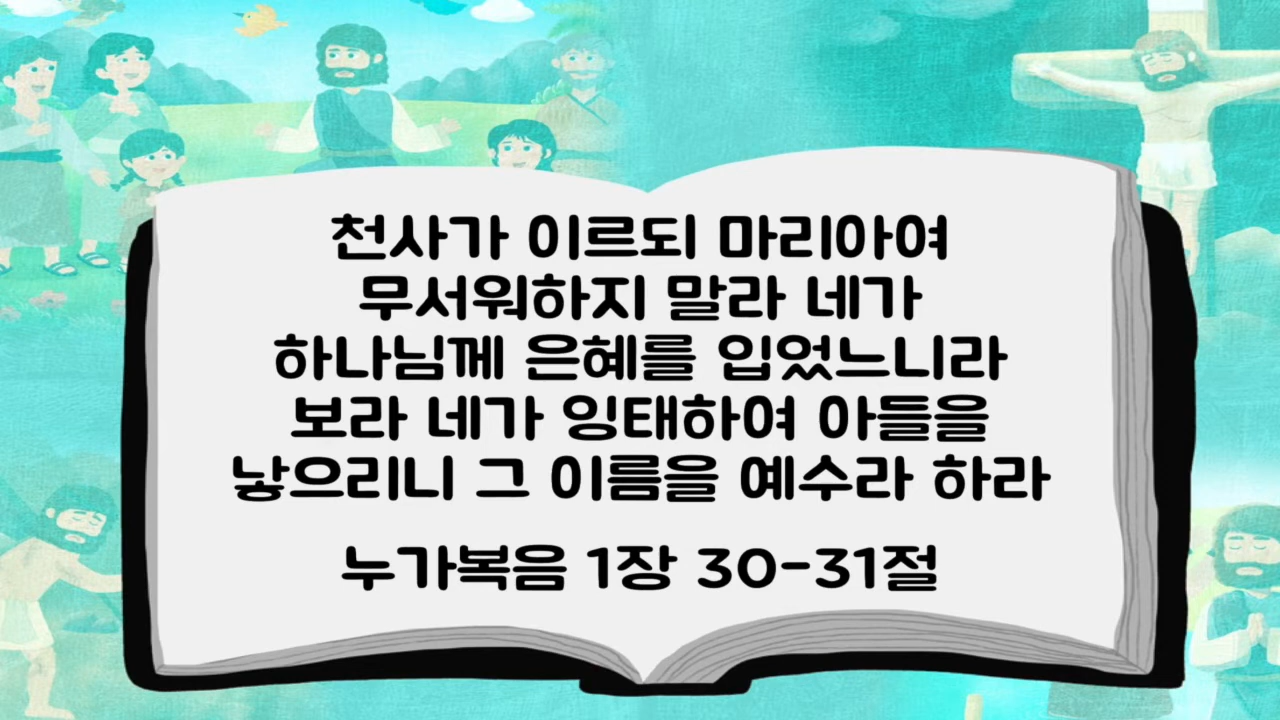 천사가 이르되 마리아여
무서워하지 말라 네가
하나님께 은혜를 입었느니라
보라 네가 잉태하여 아들을
낳으리니 그 이름을 예수라 하라
누가복음 1장 30-31절